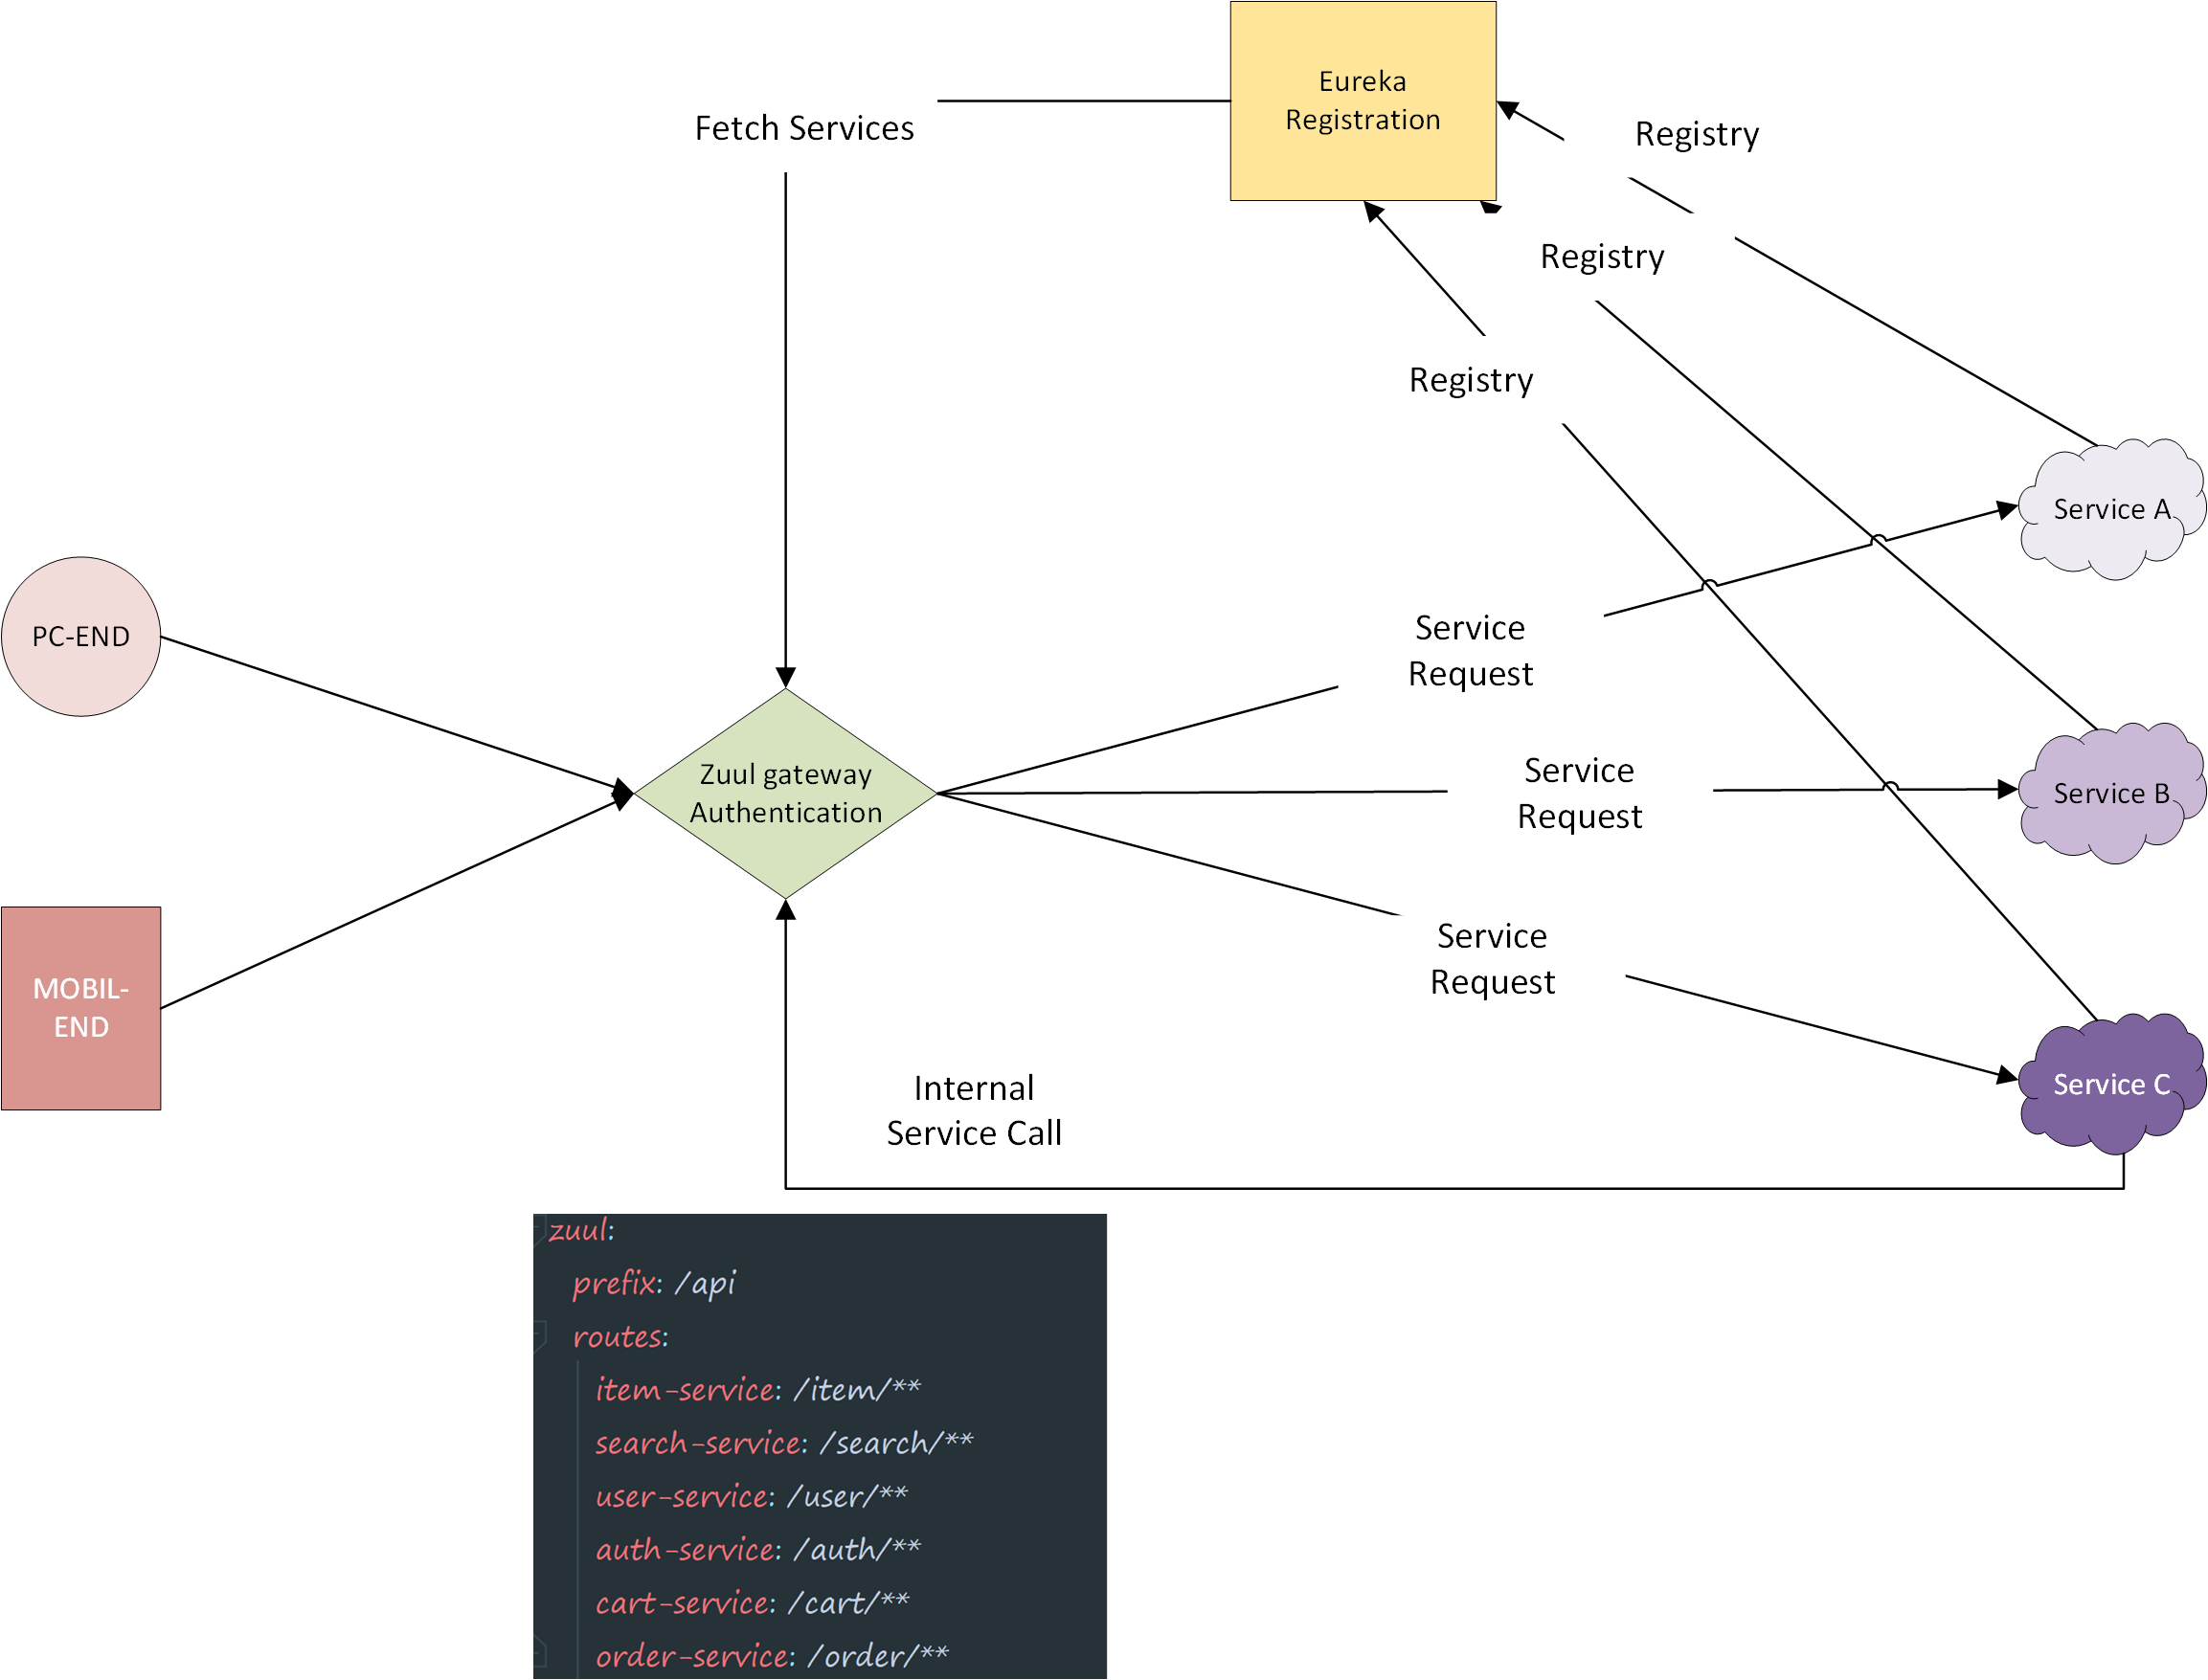 Eureka
Registration
Fetch Services
Registry
Registry
Registry
Service A
PC-END
Service
Request
Zuul gateway
Authentication
Service
Request
Service B
Service
Request
MOBIL-
END
Service C
Internal
Service Call
zuul:
prefix: /api
routes:
item-service: /item/**
search-service: /search/**
user-service: /user/**
auth-service: /auth/**
cart-service: /cart/**
order-service: /order/**